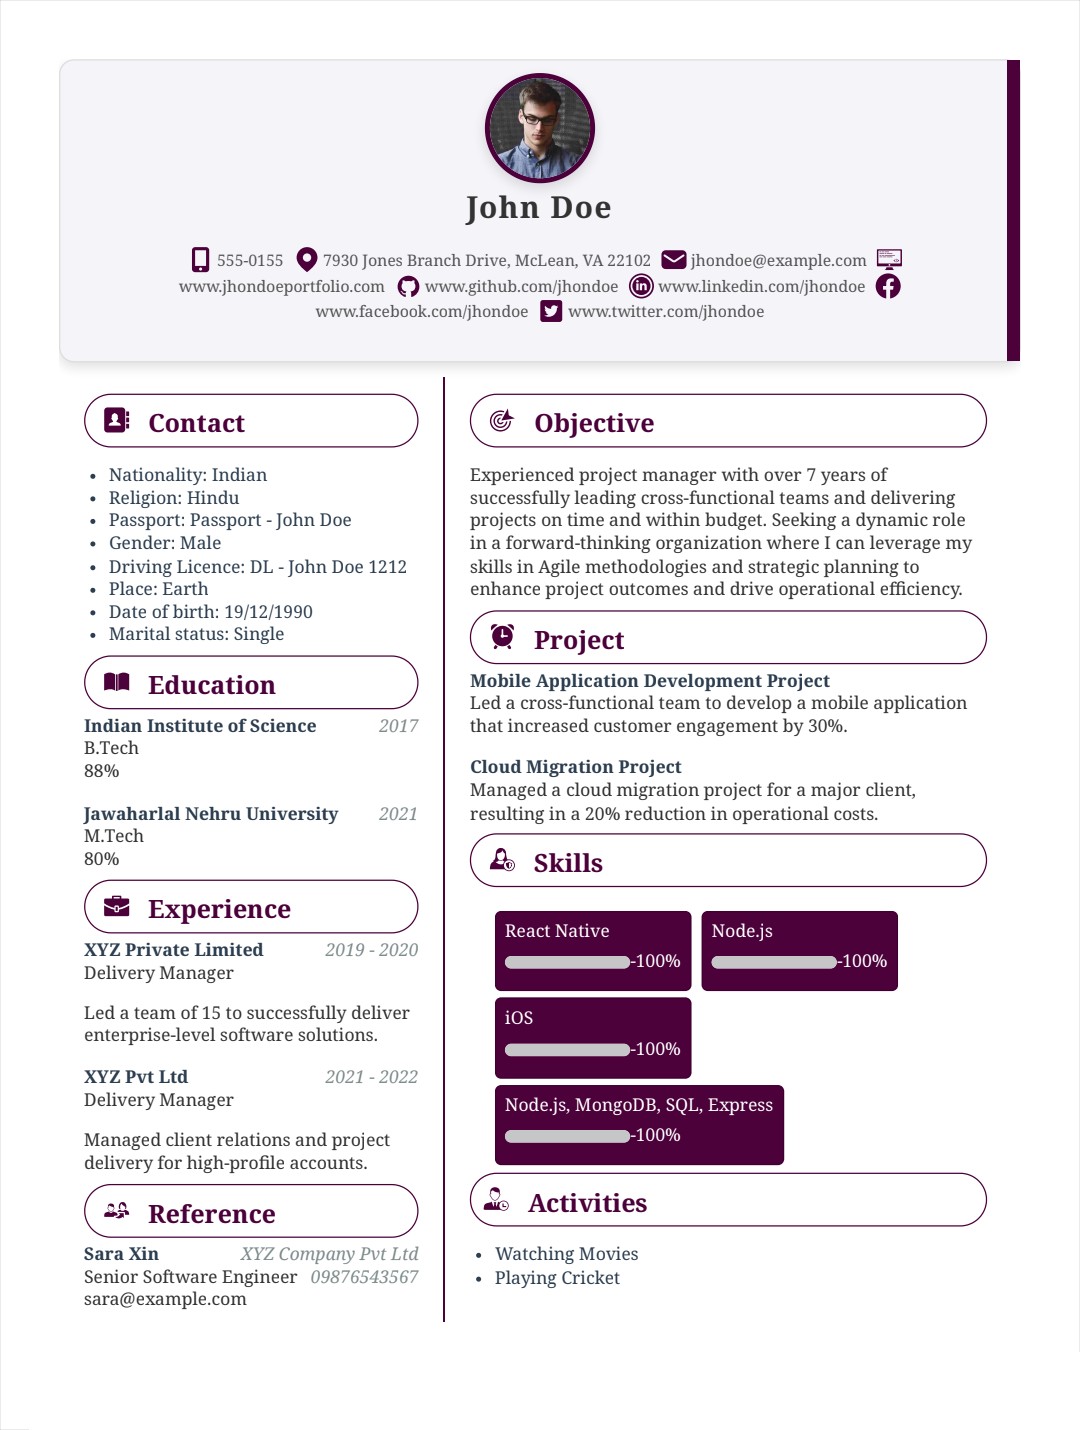 John Doe
555-0155 7930 Jones Branch Drive, McLean, VA 22102 jhondoe@example.com
www.jhondoeportfolio.com www.github.com/jhondoe www.linkedin.com/jhondoe
www.facebook.com/jhondoe www.twitter.com/jhondoe
Contact
• Nationality: Indian
• Religion: Hindu
• Passport: Passport - John Doe
• Gender: Male
• Driving Licence: DL - John Doe 1212
• Place: Earth
• Date of birth: 19/12/1990
• Marital status: Single
Education
Indian Institute of Science 2017
B.Tech
88%
Jawaharlal Nehru University 2021
M.Tech
80%
Experience
XYZ Private Limited 2019 - 2020
Delivery Manager
Led a team of 15 to successfully deliver
enterprise-level software solutions.
XYZ Pvt Ltd 2021 - 2022
Delivery Manager
Managed client relations and project
delivery for high-profile accounts.
Reference
Sara Xin XYZ Company Pvt Ltd
Senior Software Engineer 09876543567
sara@example.com
Objective
Experienced project manager with over 7 years of
successfully leading cross-functional teams and delivering
projects on time and within budget. Seeking a dynamic role
in a forward-thinking organization where I can leverage my
skills in Agile methodologies and strategic planning to
enhance project outcomes and drive operational efficiency.
Project
Mobile Application Development Project
Led a cross-functional team to develop a mobile application
that increased customer engagement by 30%.
Cloud Migration Project
Managed a cloud migration project for a major client,
resulting in a 20% reduction in operational costs.
Skills
React Native
-100%
Node.js
-100%
iOS
-100%
Node.js, MongoDB, SQL, Express
-100%
Activities
• Watching Movies
• Playing Cricket